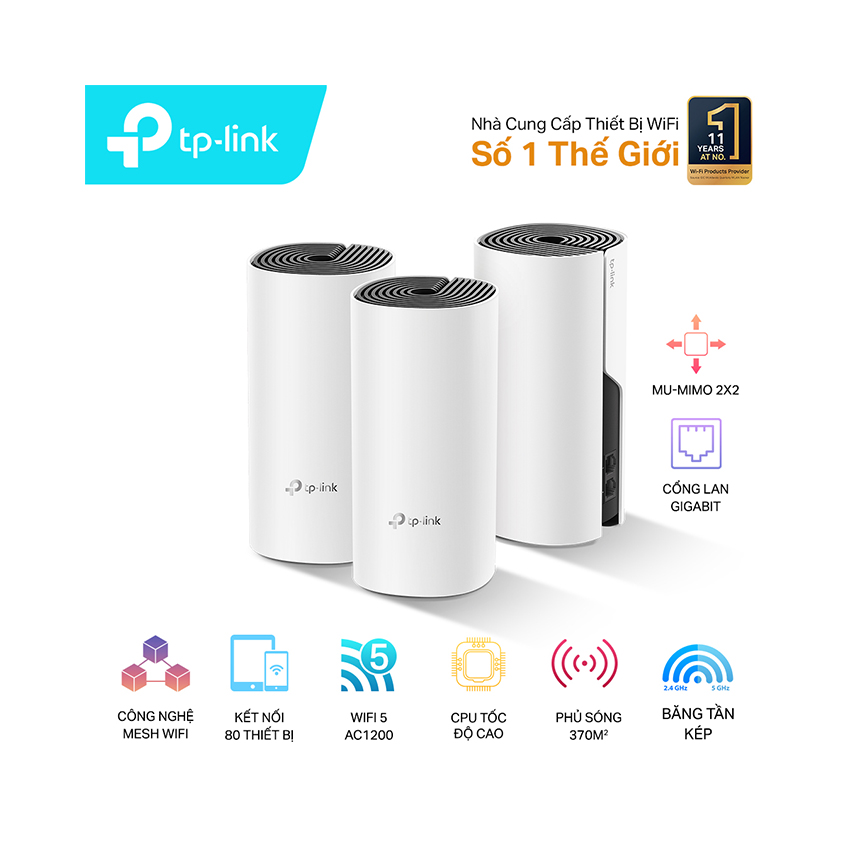 tp-link
Nhà Cung Cấp Thiết Bị WiFi
Số 1 Thế Giới
11
YEARS
AT NO.
1
Wi-Fi Products Provider
tp-link
tp-link
tp-link
MU-MIMO 2X2
CỔNG LAN
GIGABIT
5
2.4 GHz
5 GHz
CÔNG NGHỆ
MESH WIFI
KẾT NỐI
80 THIẾT BỊ
WIFI 5
AC1200
CPU TỐC
ĐỘ CAO
PHỦ SÓNG
370M²
BĂNG TẦN
KÉP